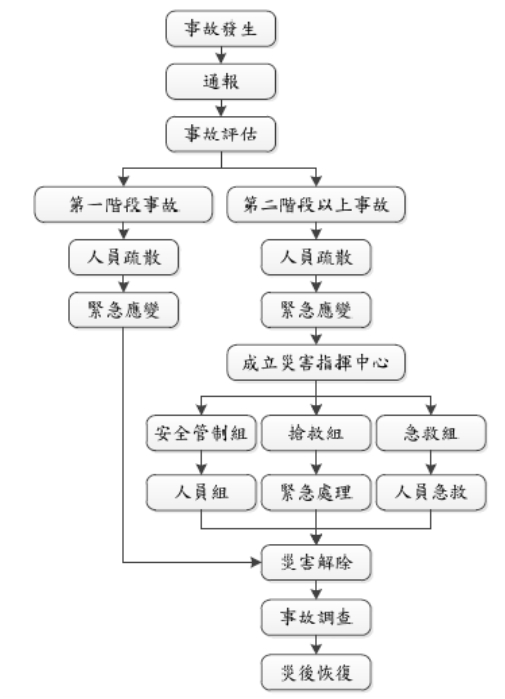 事故發生
通報
事故評估
第一階段事故
第二階段以上事故
人員疏散
人員疏散
緊急應變
緊急應變
成立災害指揮中心
安全管制組
搶救組
急救組
人員組
緊急處理
人員急救
災害解除
事故調查
災後恢復